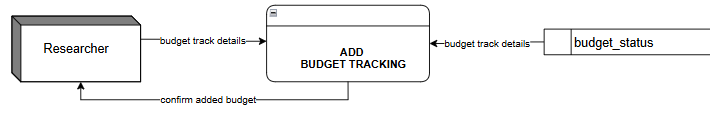 Researcher
budget track details
ADD
BUDGET TRACKING
budget track details
budget_status
confirm added budget